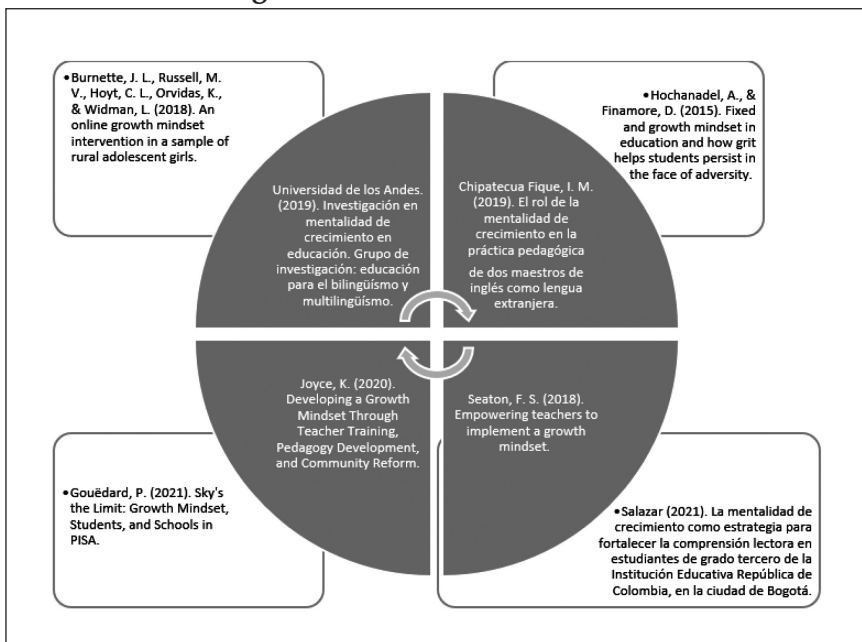 •Burnette, J. L., Russell, M.
V., Hoyt, C. L., Orvidas, K.,
& Widman, L. (2018). An
online growth mindset
intervention in a sample of
rural adolescent girls.
•Hochanadel, A., &
Finamore, D. (2015). Fixed
and growth mindset in
education and how grit
helps students persist in
the face of adversity.
Universidad de los Andes.
(2019). Investigación en
mentalidad de
crecimiento en
educación. Grupo de
investigación: educación
para el bilingüísmo y
multilingüísmo.
Chipatecua Fique, I. M.
(2019). El rol de la
mentalidad de
crecimiento en la
práctica pedagógica
de dos maestros de
inglés como lengua
extranjera.
Joyce, K. (2020).
Developing a Growth
Mindset Through
Teacher Training,
Pedagogy Development,
and Community Reform.
Seaton, F. S. (2018).
Empowering teachers to
implement a growth
mindset.
•Gouëdard, P. (2021). Sky's
the Limit: Growth Mindset,
Students, and Schools in
PISA.
•Salazar (2021). La mentalidad de
crecimiento como estrategia para
fortalecer la comprensión lectora en
estudiantes de grado tercero de la
Institución Educativa República de
Colombia, en la ciudad de Bogotá.